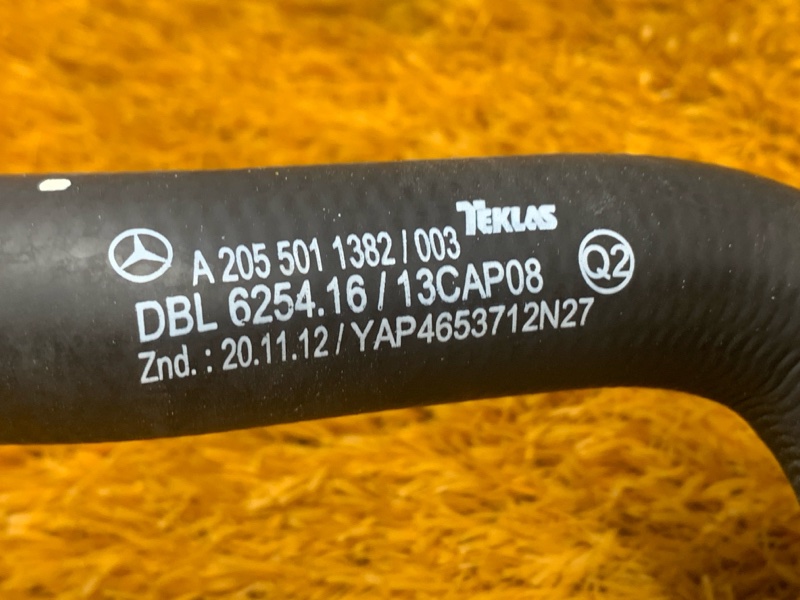 TEKLAS
A 205 501 1382 / 003
DBL 6254.16 / 13CAP08
Q2
Znd. : 20.11.12 / YAP4653712N27